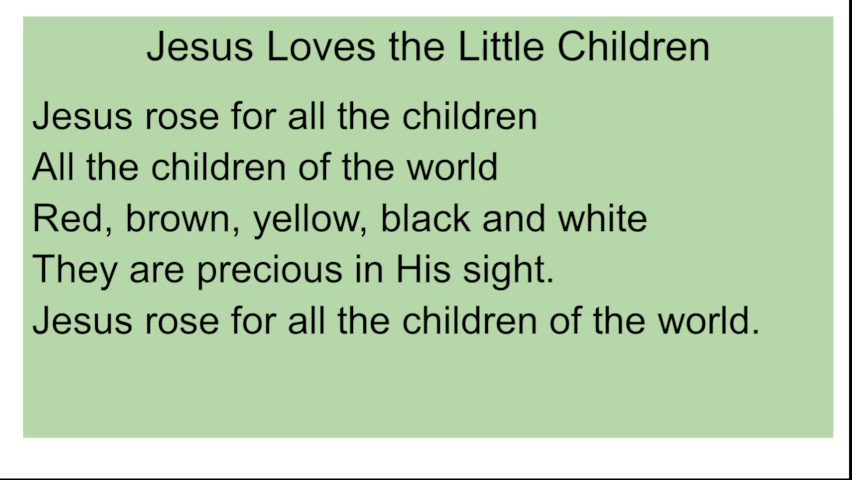 Jesus Loves the Little Children
Jesus rose for all the children
All the children of the world
Red, brown, yellow, black and white
They are precious in His sight.
Jesus rose for all the children of the world.